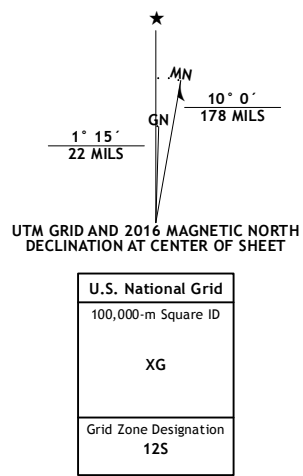 ★
MN
10° 0´
178 MILS
GN
1° 15´
22 MILS
UTM GRID AND 2016 MAGNETIC NORTH
DECLINATION AT CENTER OF SHEET
U.S. National Grid
100,000-m Square ID
XG
Grid Zone Designation
12S